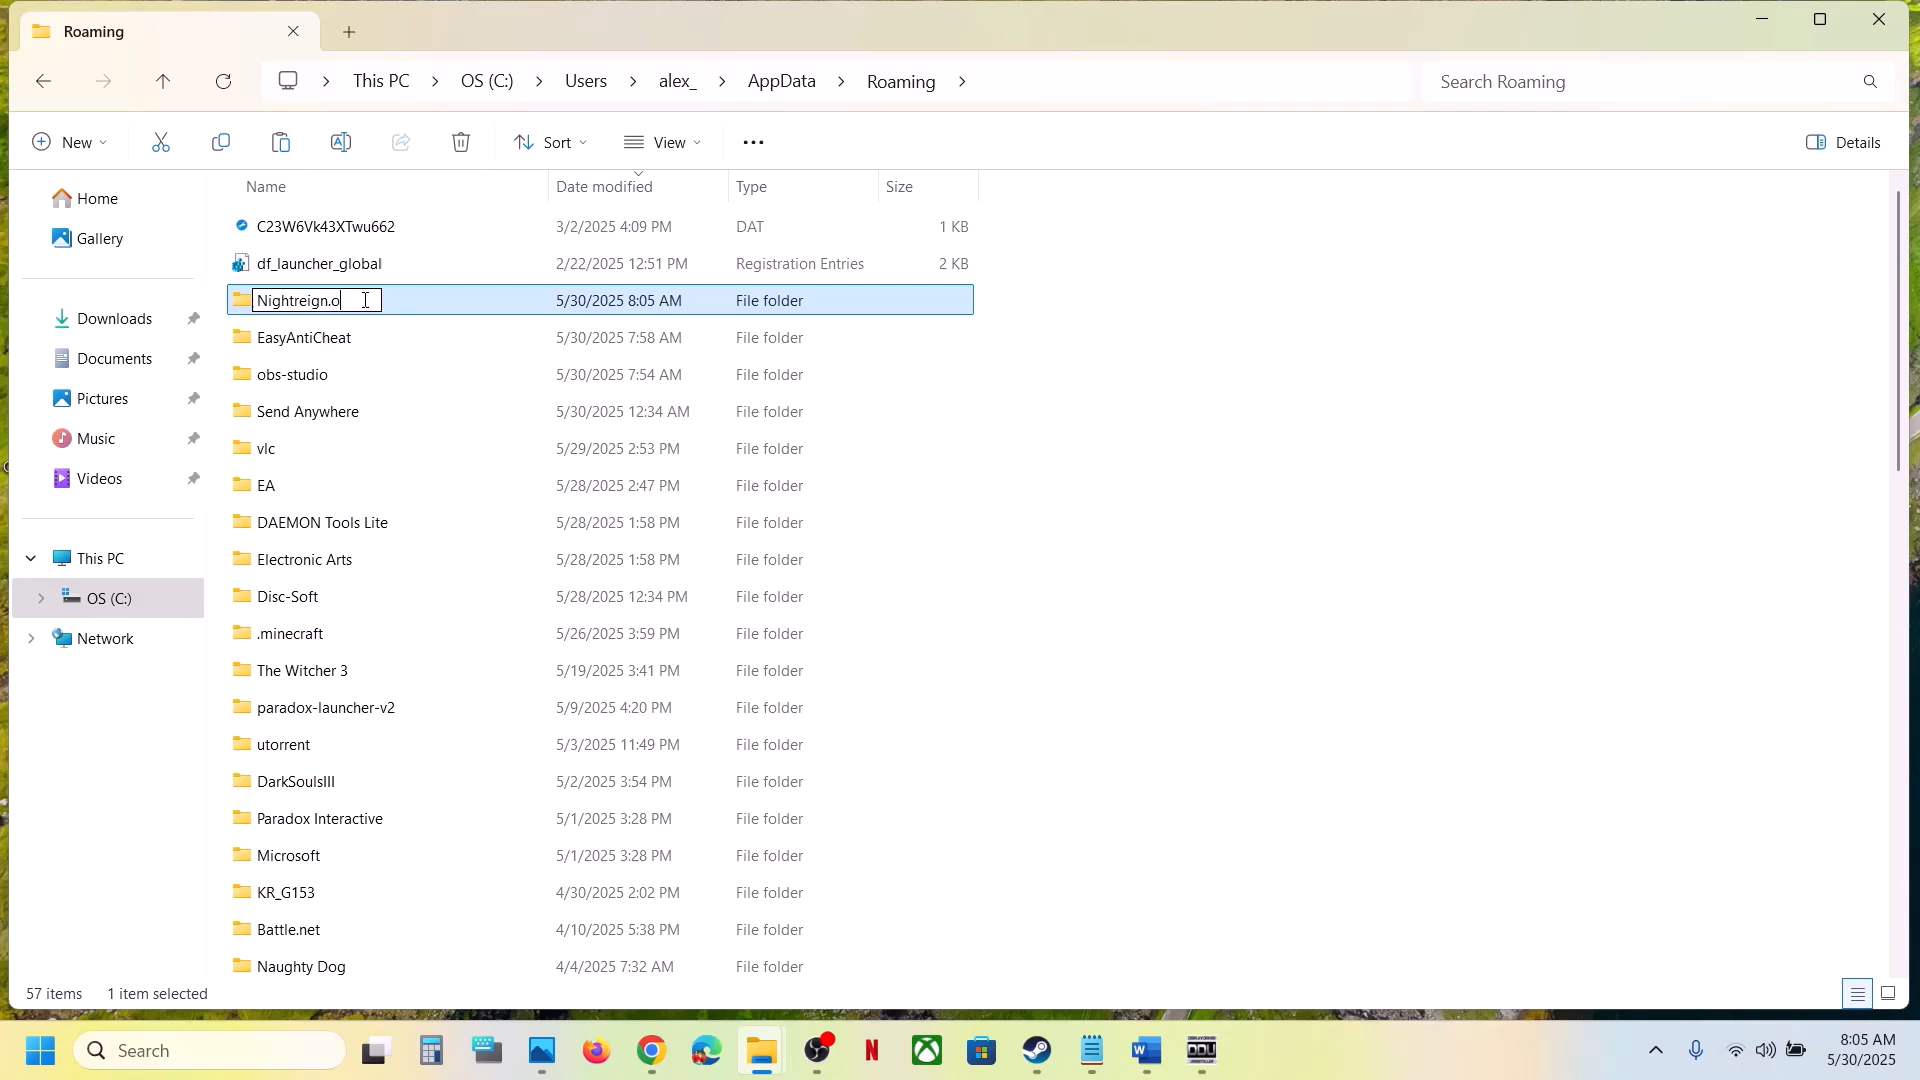 Roaming
This PC > OS (C:) > Users > alex_ > AppData > Roaming >
Search Roaming
New
Sort
View
Details
Name Date modified Type Size
C23W6Vk43XTwu662 3/2/2025 4:09 PM DAT 1 KB
df_launcher_global 2/22/2025 12:51 PM Registration Entries 2 KB
Nightreign.o 5/30/2025 8:05 AM File folder
EasyAntiCheat 5/30/2025 7:58 AM File folder
obs-studio 5/30/2025 7:54 AM File folder
Send Anywhere 5/30/2025 12:34 AM File folder
vlc 5/29/2025 2:53 PM File folder
EA 5/28/2025 2:47 PM File folder
DAEMON Tools Lite 5/28/2025 1:58 PM File folder
Electronic Arts 5/28/2025 1:58 PM File folder
Disc-Soft 5/28/2025 12:34 PM File folder
.minecraft 5/26/2025 3:59 PM File folder
The Witcher 3 5/19/2025 3:41 PM File folder
paradox-launcher-v2 5/9/2025 4:20 PM File folder
utorrent 5/3/2025 11:49 PM File folder
DarkSoulsIII 5/2/2025 3:54 PM File folder
Paradox Interactive 5/1/2025 3:28 PM File folder
Microsoft 5/1/2025 3:28 PM File folder
KR_G153 4/30/2025 2:02 PM File folder
Battle.net 4/10/2025 5:38 PM File folder
Naughty Dog 4/4/2025 7:32 AM File folder
Home
Gallery
Downloads
Documents
Pictures
Music
Videos
This PC
OS (C:)
Network
57 items 1 item selected
Search
DDU
8:05 AM
5/30/2025